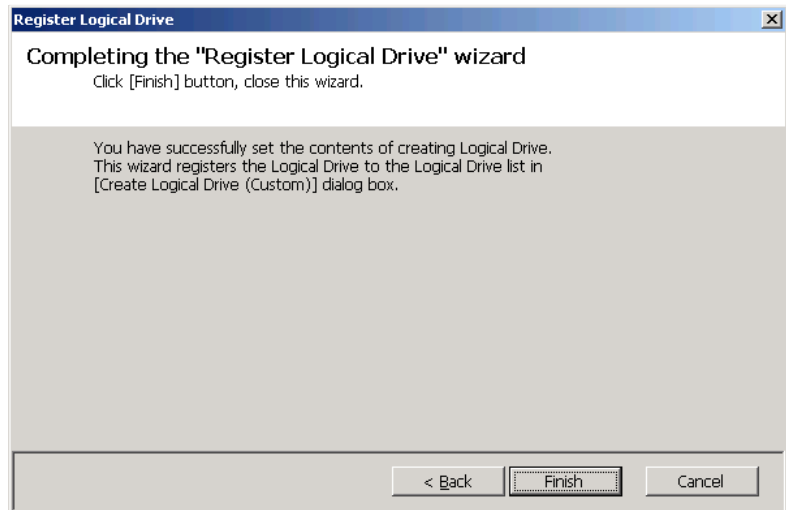 Register Logical Drive
Completing the "Register Logical Drive" wizard
Click [Finish] button, close this wizard.
You have successfully set the contents of creating Logical Drive.
This wizard registers the Logical Drive to the Logical Drive list in
[Create Logical Drive (Custom)] dialog box.
< Back Finish Cancel